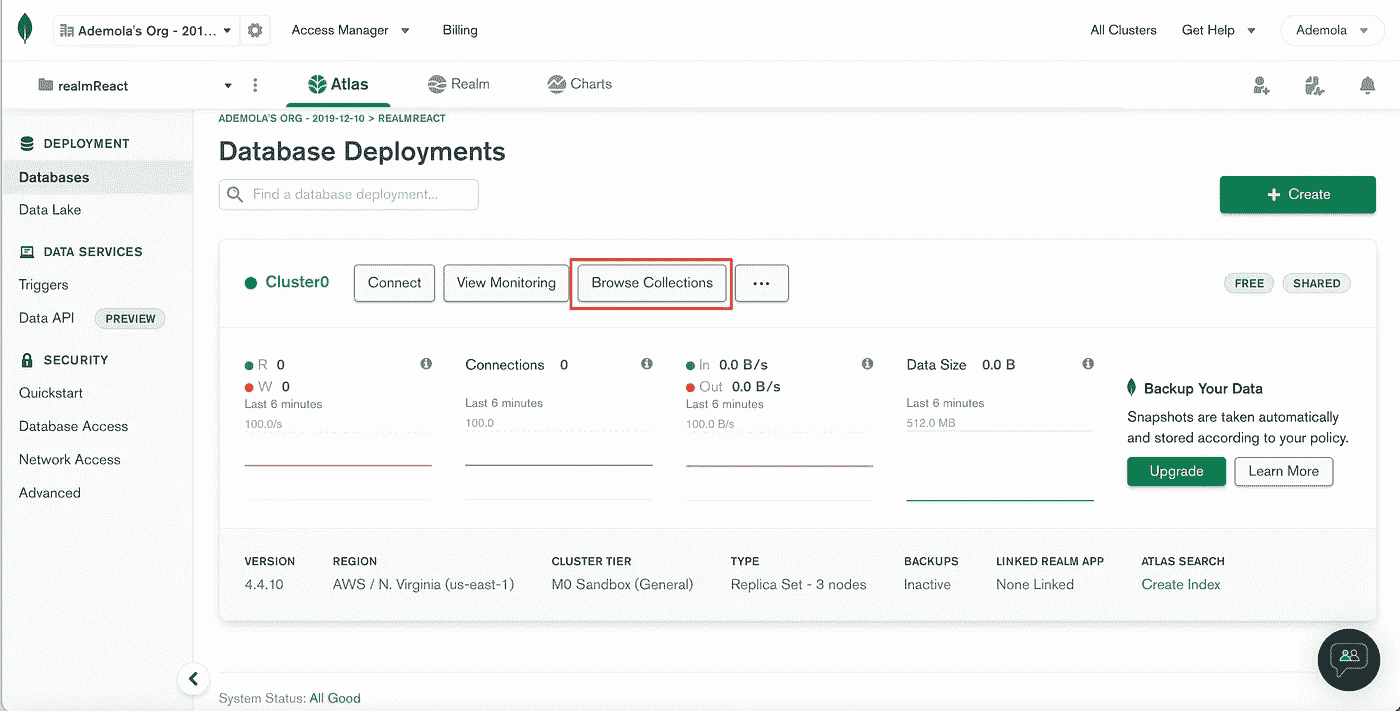 Ademola's Org - 201...
Access Manager
Billing
All Clusters
Get Help
Ademola
realmReact
Atlas
Realm
Charts
ADEMOLA'S ORG - 2019-12-10 > REALMREACT
Database Deployments
Find a database deployment...
+ Create
DEPLOYMENT
Databases
Data Lake
DATA SERVICES
Triggers
Data API PREVIEW
SECURITY
Quickstart
Database Access
Network Access
Advanced
Cluster0
Connect
View Monitoring
Browse Collections
...
FREE
SHARED
R 0
W 0
Last 6 minutes
100.0/s
Connections 0
Last 6 minutes
100.0
In 0.0 B/s
Out 0.0 B/s
Last 6 minutes
100.0 B/s
Data Size 0.0 B
Last 6 minutes
512.0 MB
Backup Your Data
Snapshots are taken automatically
and stored according to your policy.
Upgrade
Learn More
VERSION
4.4.10
REGION
AWS / N. Virginia (us-east-1)
CLUSTER TIER
M0 Sandbox (General)
TYPE
Replica Set - 3 nodes
BACKUPS
Inactive
LINKED REALM APP
None Linked
ATLAS SEARCH
Create Index
System Status: All Good